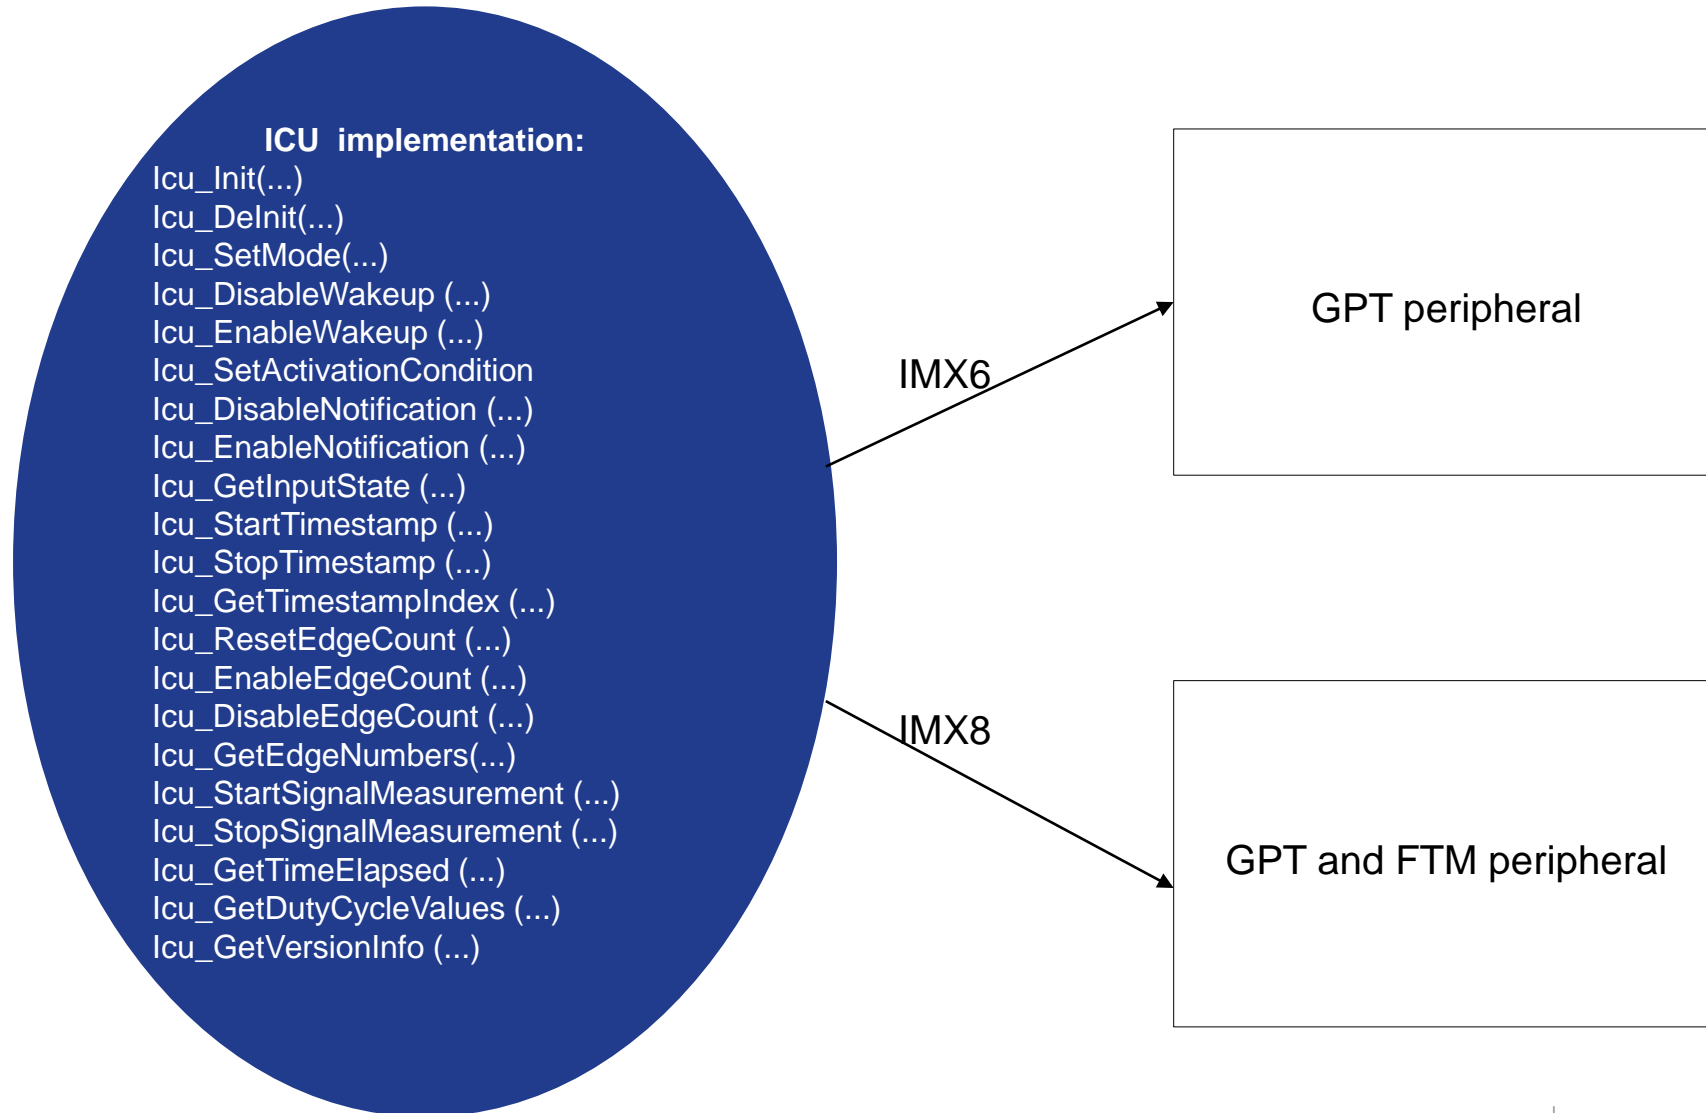 ICU implementation:
Icu_Init(...)
Icu_DeInit(...)
Icu_SetMode(...)
Icu_DisableWakeup (...)
Icu_EnableWakeup (...)
Icu_SetActivationCondition
Icu_DisableNotification (...)
Icu_EnableNotification (...)
Icu_GetInputState (...)
Icu_StartTimestamp (...)
Icu_StopTimestamp (...)
Icu_GetTimestampIndex (...)
Icu_ResetEdgeCount (...)
Icu_EnableEdgeCount (...)
Icu_DisableEdgeCount (...)
Icu_GetEdgeNumbers(...)
Icu_StartSignalMeasurement (...)
Icu_StopSignalMeasurement (...)
Icu_GetTimeElapsed (...)
Icu_GetDutyCycleValues (...)
Icu_GetVersionInfo (...)
IMX6
GPT peripheral
IMX8
GPT and FTM peripheral